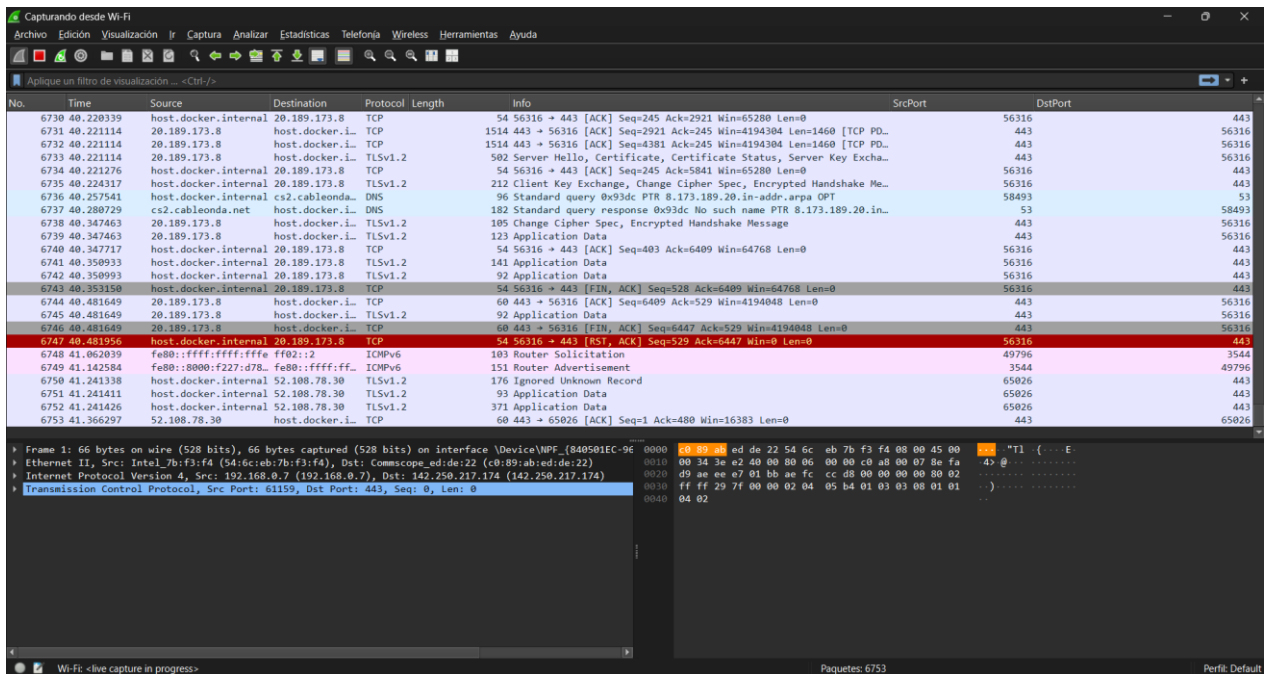 Capturando desde Wi-Fi
Archivo Edición Visualización Ir Captura Analizar Estadísticas Telefonía Wireless Herramientas Ayuda
Aplique un filtro de visualización ... <Ctrl-/>
No. Time Source Destination Protocol Length Info SrcPort DstPort
6730 40.220339 host.docker.internal 20.189.173.8 TCP 54 56316 → 443 [ACK] Seq=245 Ack=2921 Win=65280 Len=0 56316 443
6731 40.221114 20.189.173.8 host.docker.i… TCP 1514 443 → 56316 [ACK] Seq=2921 Ack=245 Win=4194304 Len=1460 [TCP PD… 443 56316
6732 40.221114 20.189.173.8 host.docker.i… TCP 1514 443 → 56316 [ACK] Seq=4381 Ack=245 Win=4194304 Len=1460 [TCP PD… 443 56316
6733 40.221114 20.189.173.8 host.docker.i… TLSv1.2 502 Server Hello, Certificate, Certificate Status, Server Key Excha… 443 56316
6734 40.221276 host.docker.internal 20.189.173.8 TCP 54 56316 → 443 [ACK] Seq=245 Ack=5841 Win=65280 Len=0 56316 443
6735 40.224317 host.docker.internal 20.189.173.8 TLSv1.2 212 Client Key Exchange, Change Cipher Spec, Encrypted Handshake Me… 56316 443
6736 40.257541 host.docker.internal cs2.cableonda… DNS 96 Standard query 0x93dc PTR 8.173.189.20.in-addr.arpa OPT 58493 53
6737 40.280729 cs2.cableonda.net host.docker.i… DNS 182 Standard query response 0x93dc No such name PTR 8.173.189.20.in… 53 58493
6738 40.347463 20.189.173.8 host.docker.i… TLSv1.2 105 Change Cipher Spec, Encrypted Handshake Message 443 56316
6739 40.347463 20.189.173.8 host.docker.i… TLSv1.2 123 Application Data 443 56316
6740 40.347717 host.docker.internal 20.189.173.8 TCP 54 56316 → 443 [ACK] Seq=403 Ack=6409 Win=64768 Len=0 56316 443
6741 40.350933 host.docker.internal 20.189.173.8 TLSv1.2 141 Application Data 56316 443
6742 40.350993 host.docker.internal 20.189.173.8 TLSv1.2 92 Application Data 56316 443
6743 40.353150 host.docker.internal 20.189.173.8 TCP 54 56316 → 443 [FIN, ACK] Seq=528 Ack=6409 Win=64768 Len=0 56316 443
6744 40.481649 20.189.173.8 host.docker.i… TCP 60 443 → 56316 [ACK] Seq=6409 Ack=529 Win=4194048 Len=0 443 56316
6745 40.481649 20.189.173.8 host.docker.i… TLSv1.2 92 Application Data 443 56316
6746 40.481649 20.189.173.8 host.docker.i… TCP 60 443 → 56316 [FIN, ACK] Seq=6447 Ack=529 Win=4194048 Len=0 443 56316
6747 40.481956 host.docker.internal 20.189.173.8 TCP 54 56316 → 443 [RST, ACK] Seq=529 Ack=6447 Win=0 Len=0 56316 443
6748 41.062039 fe80::ffff:ffff:fffe ff02::2 ICMPv6 103 Router Solicitation 49796 3544
6749 41.142584 fe80::8000:f227:d78… fe80::ffff:ff… ICMPv6 151 Router Advertisement 3544 49796
6750 41.241338 host.docker.internal 52.108.78.30 TLSv1.2 176 Ignored Unknown Record 65026 443
6751 41.241411 host.docker.internal 52.108.78.30 TLSv1.2 93 Application Data 65026 443
6752 41.241426 host.docker.internal 52.108.78.30 TLSv1.2 371 Application Data 65026 443
6753 41.366297 52.108.78.30 host.docker.i… TCP 60 443 → 65026 [ACK] Seq=1 Ack=480 Win=16383 Len=0 443 65026
Frame 1: 66 bytes on wire (528 bits), 66 bytes captured (528 bits) on interface \Device\NPF_{840501EC-96
Ethernet II, Src: Intel_7b:f3:f4 (54:6c:eb:7b:f3:f4), Dst: Commscope_ed:de:22 (c0:89:ab:ed:de:22)
Internet Protocol Version 4, Src: 192.168.0.7 (192.168.0.7), Dst: 142.250.217.174 (142.250.217.174)
Transmission Control Protocol, Src Port: 61159, Dst Port: 443, Seq: 0, Len: 0
0000 c0 89 ab ed de 22 54 6c eb 7b f3 f4 08 00 45 00 ·····"Tl ·{····E·
0010 00 34 3e e2 40 00 80 06 00 00 c0 a8 00 07 8e fa ·4>·@··· ········
0020 d9 ae ee e7 01 bb ae fc cc d8 00 00 00 00 80 02 ········ ········
0030 ff ff 29 7f 00 00 02 04 05 b4 01 03 03 08 01 01 ··)····· ········
0040 04 02 ··
Wi-Fi: <live capture in progress> Paquetes: 6753 Perfil: Default